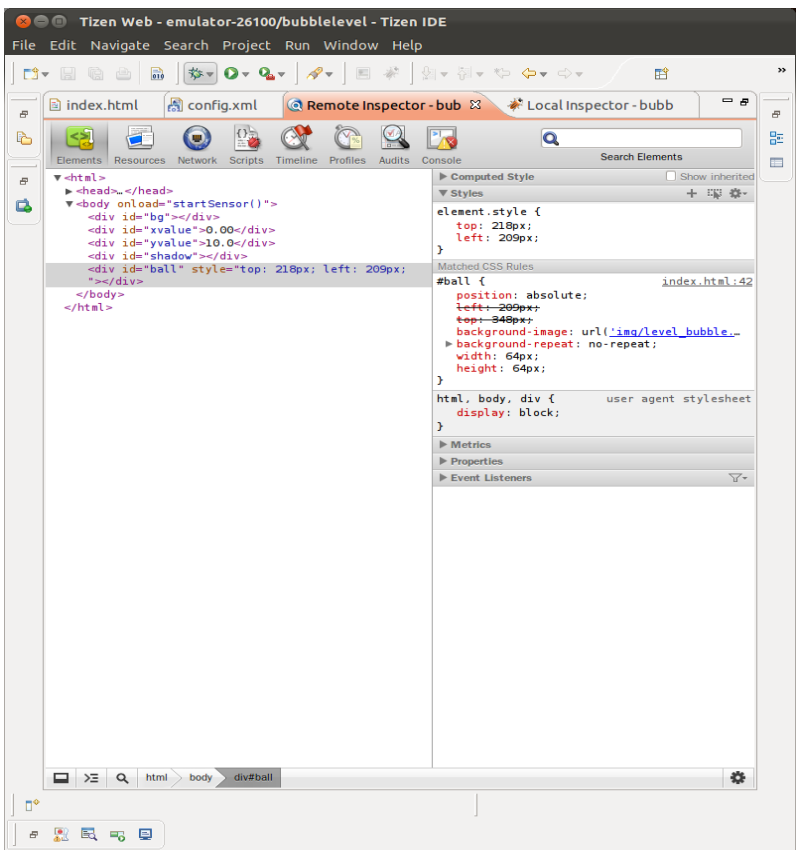 Tizen Web - emulator-26100/bubblelevel - Tizen IDE
File Edit Navigate Search Project Run Window Help
010
»
index.html config.xml Remote Inspector - bub Local Inspector - bubb
Elements Resources Network Scripts Timeline Profiles Audits Console Search Elements
▼<html>
▶<head>…</head>
▼<body onload="startSensor()">
<div id="bg"></div>
<div id="xvalue">0.00</div>
<div id="yvalue">10.0</div>
<div id="shadow"></div>
<div id="ball" style="top: 218px; left: 209px;
"></div>
</body>
</html>
▶ Computed Style Show inherited
▼ Styles
element.style {
top: 218px;
left: 209px;
}
Matched CSS Rules
#ball { index.html:42
position: absolute;
left: 209px;
top: 348px;
background-image: url('img/level_bubble.…
▶ background-repeat: no-repeat;
width: 64px;
height: 64px;
}
html, body, div { user agent stylesheet
display: block;
}
▶ Metrics
▶ Properties
▶ Event Listeners
html body div#ball